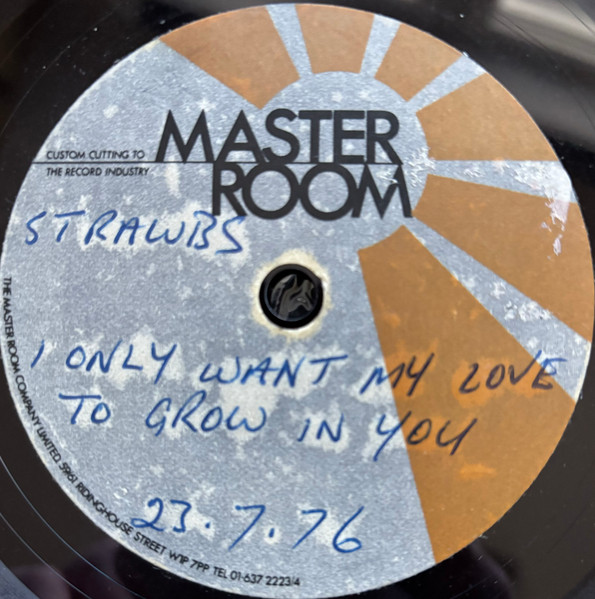 CUSTOM CUTTING TO
THE RECORD INDUSTRY
MASTER
ROOM
STRAWBS
I ONLY WANT MY LOVE
TO GROW IN YOU
23.7.76
THE MASTER ROOM COMPANY LIMITED 59/61 RIDINGHOUSE STREET W1P 7PP TEL 01-637 2223/4